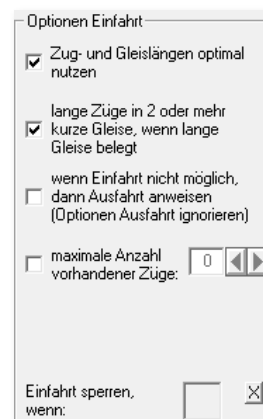 Optionen Einfahrt
Zug- und Gleislängen optimal
nutzen
lange Züge in 2 oder mehr
kurze Gleise, wenn lange
Gleise belegt
wenn Einfahrt nicht möglich,
dann Ausfahrt anweisen
(Optionen Ausfahrt ignorieren)
maximale Anzahl
vorhandener Züge: 0
Einfahrt sperren,
wenn: X